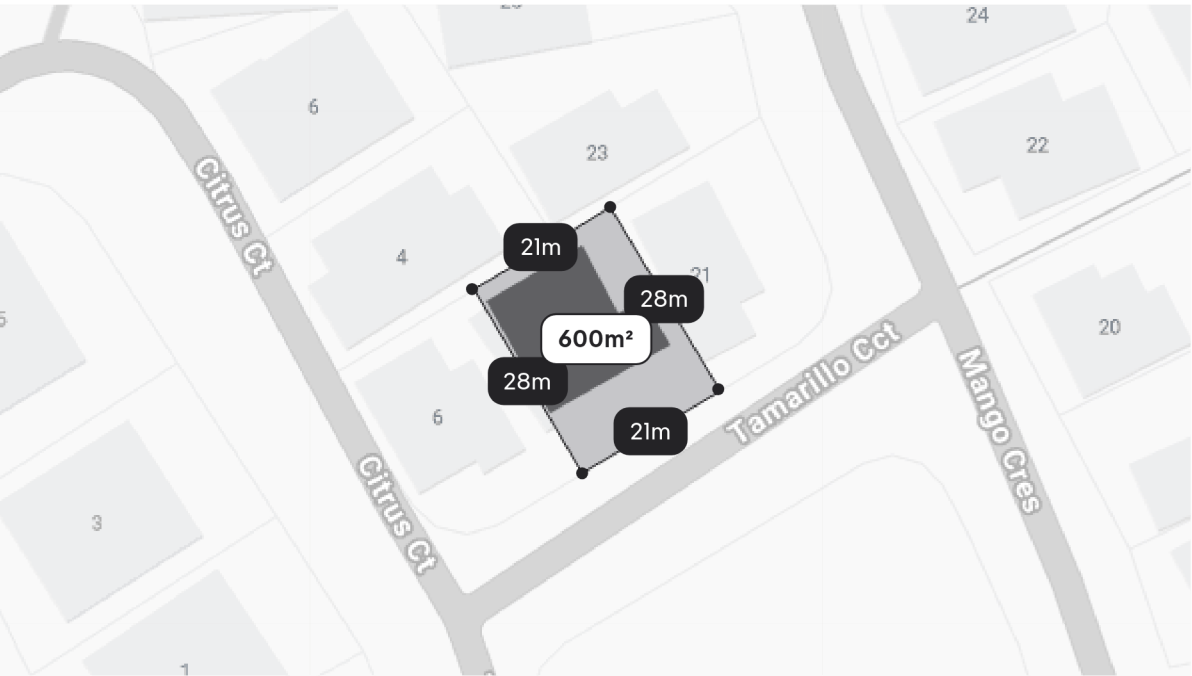 24
6
22
23
Citrus Ct
4
21m
21
28m
600m²
20
Tamarillo Cct
28m
6
21m
Mango Cres
Citrus Ct
3
1